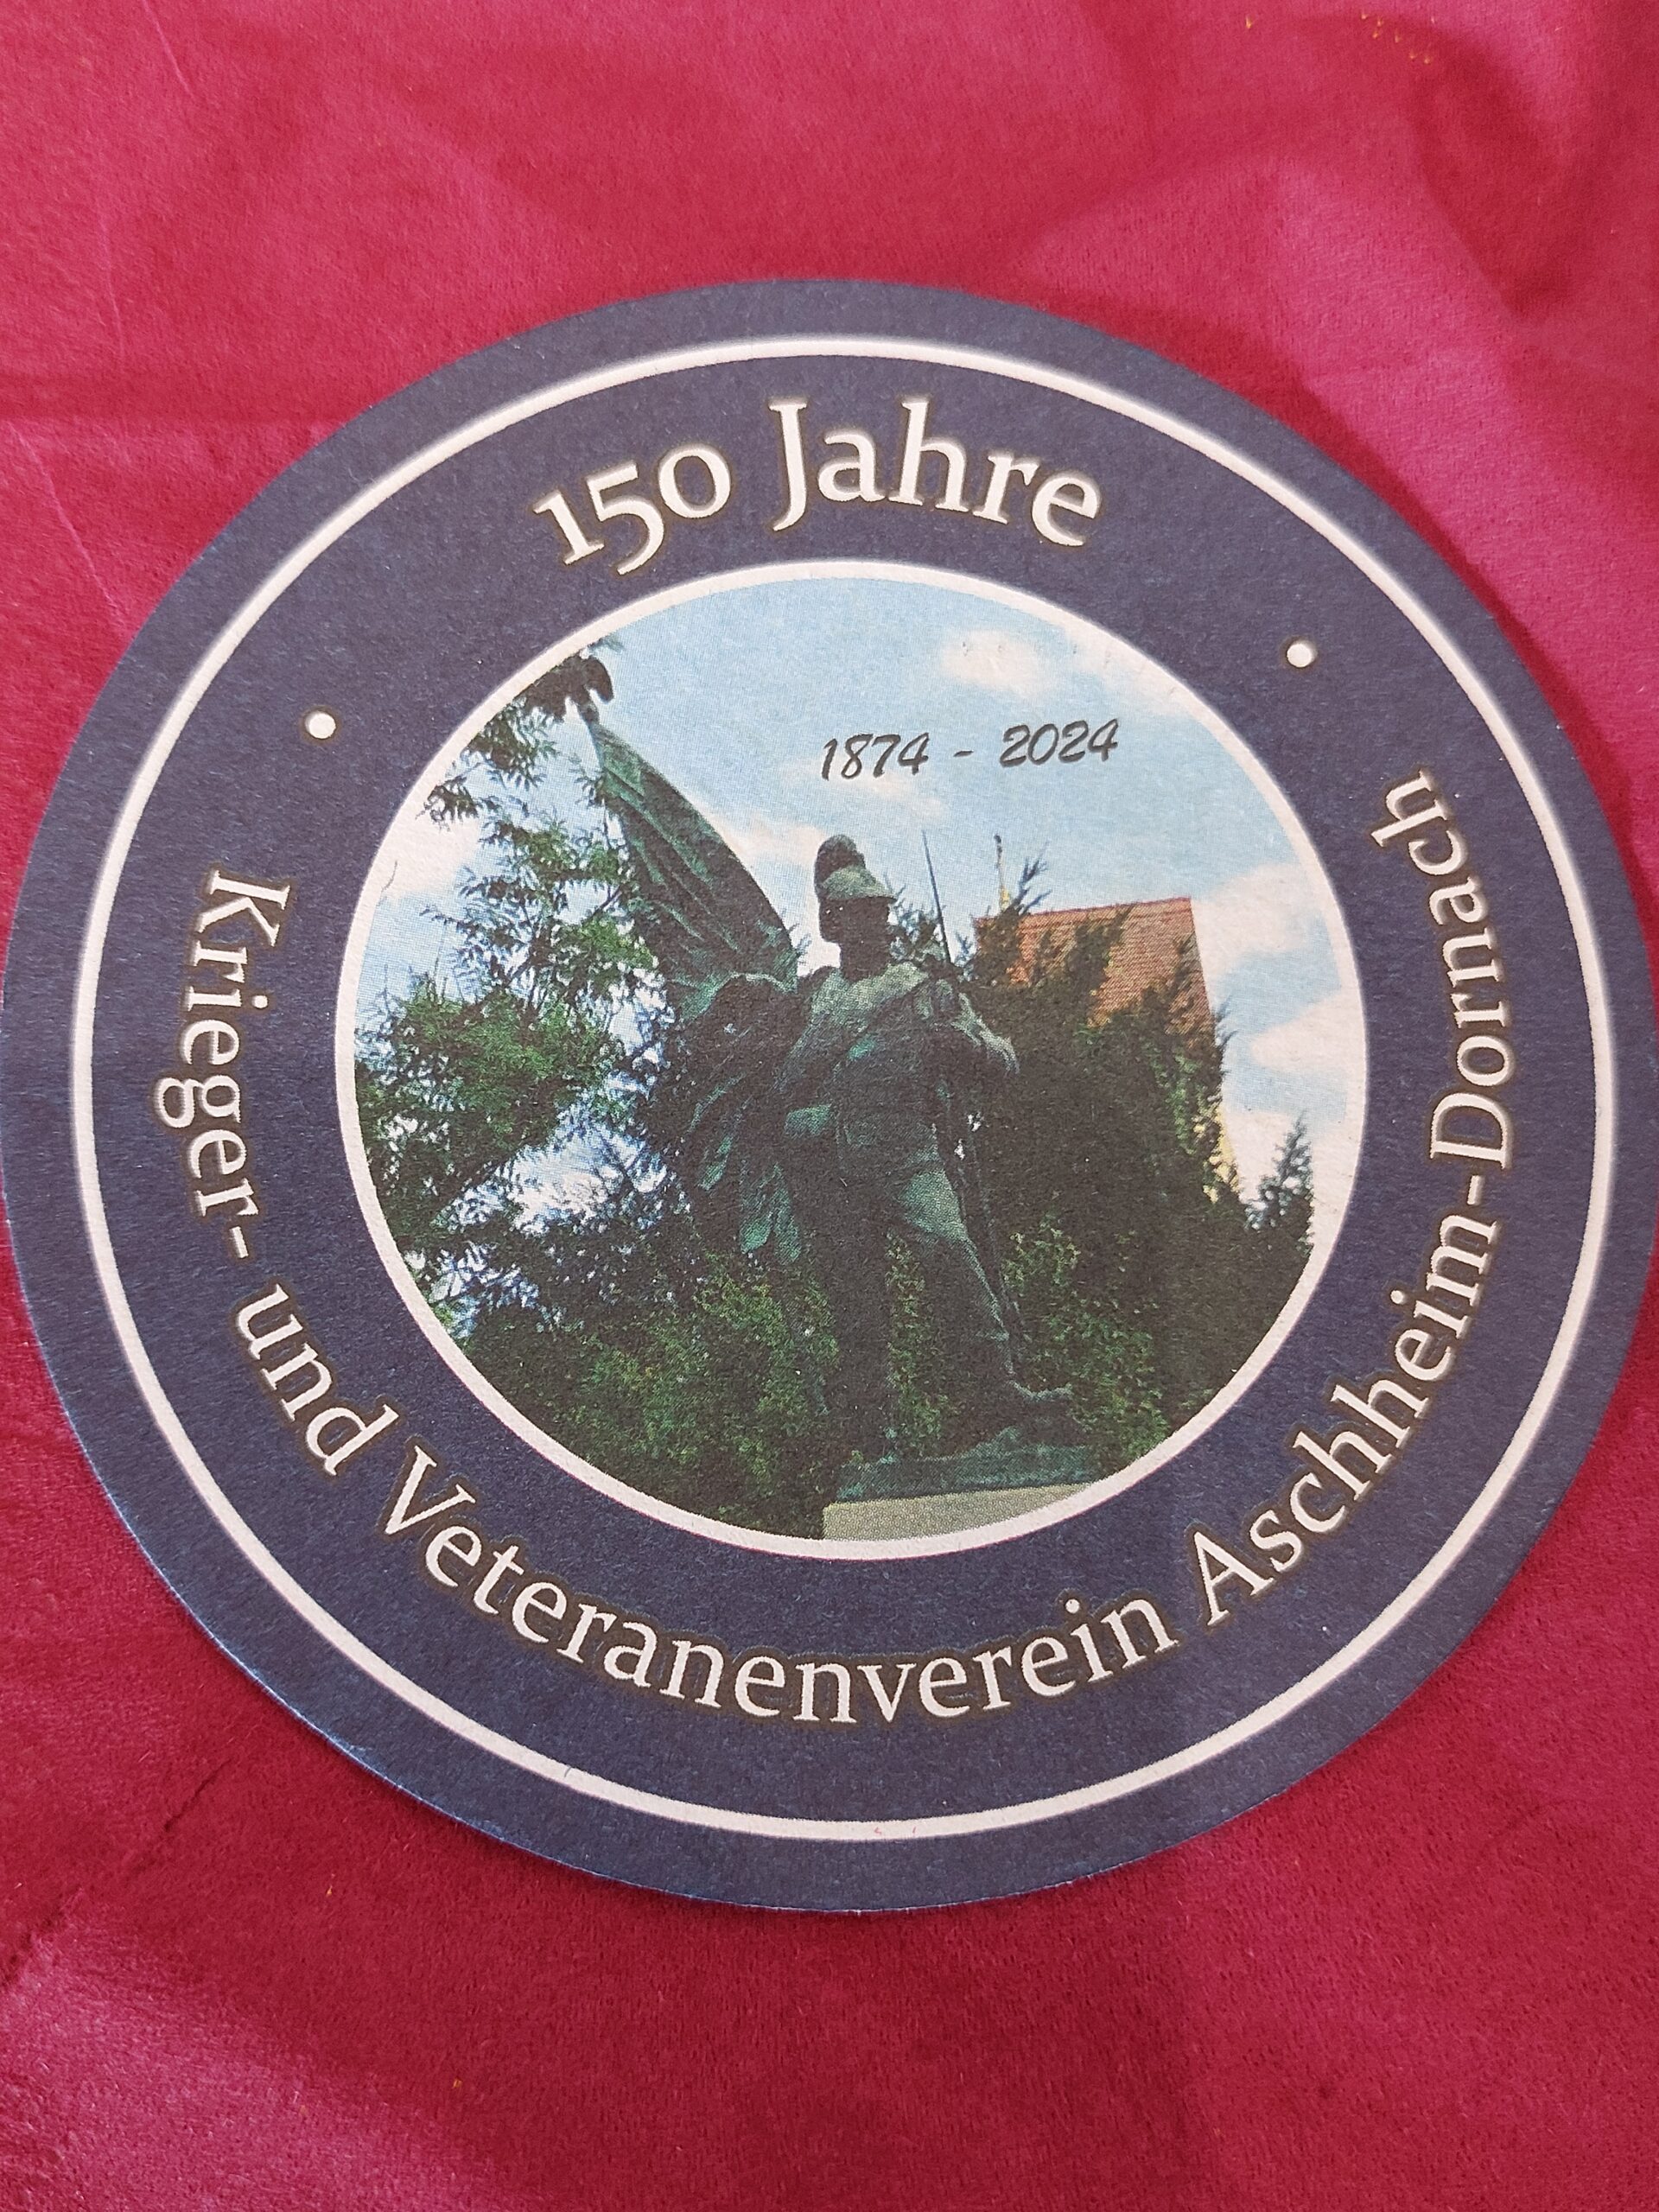 150 Jahre
1874 - 2024
Krieger- und Veteranenverein Aschheim-Dornach